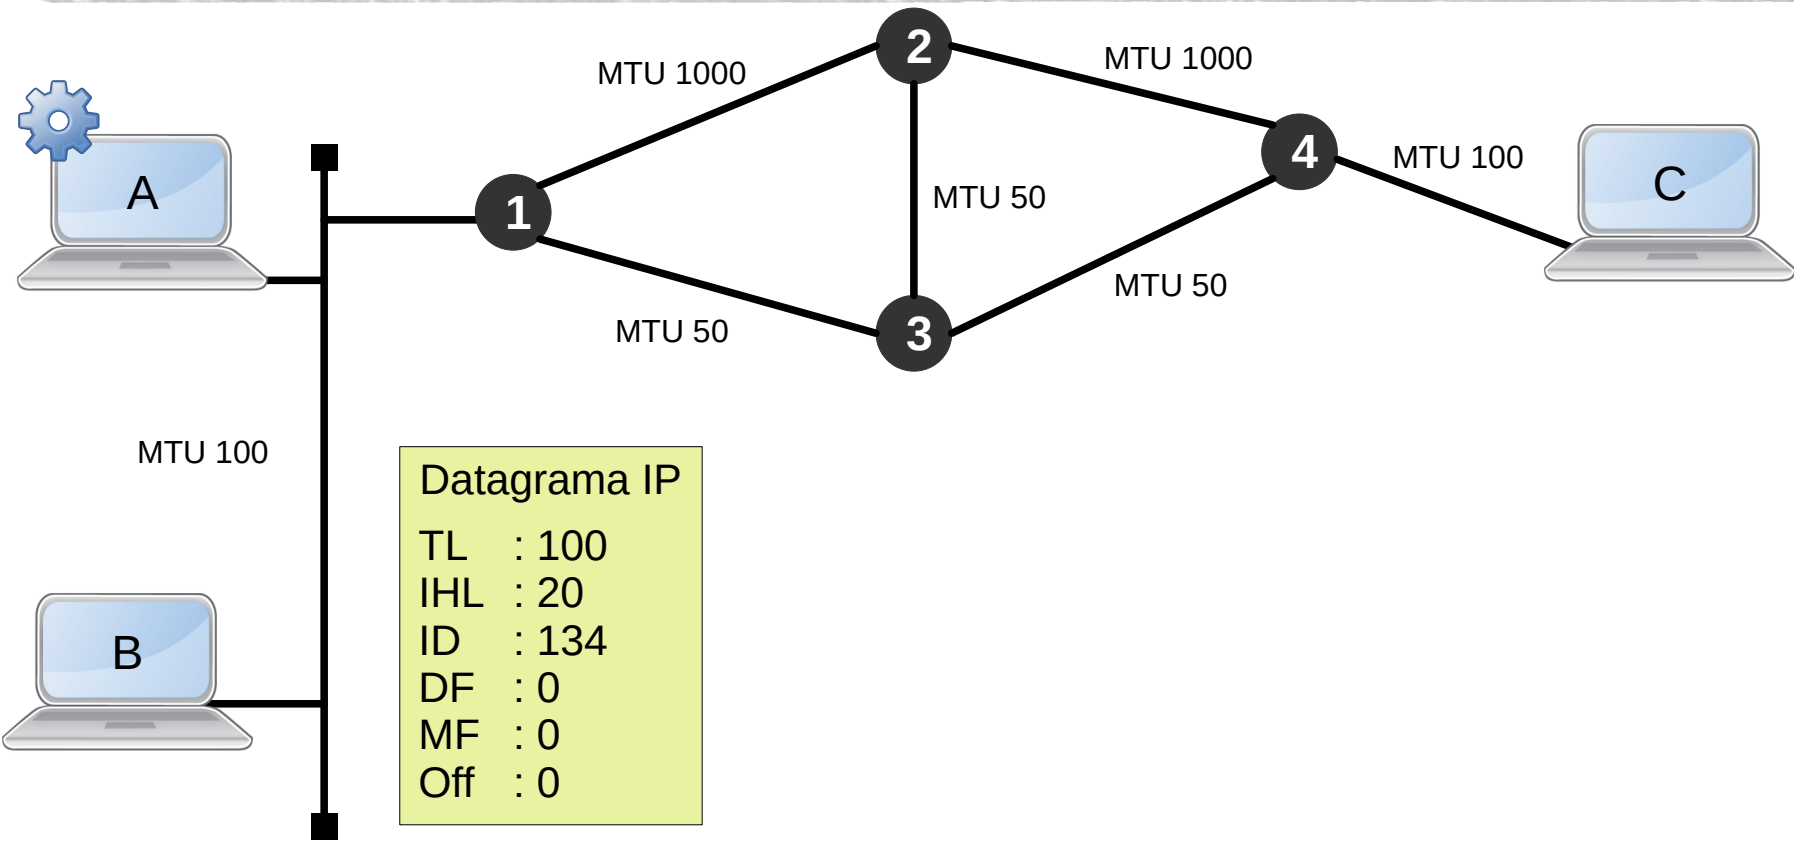 2
MTU 1000
MTU 1000
4
MTU 100
A
C
1
MTU 50
MTU 50
MTU 50
3
MTU 100
Datagrama IP
TL : 100
IHL : 20
ID : 134
DF : 0
MF : 0
Off : 0
B